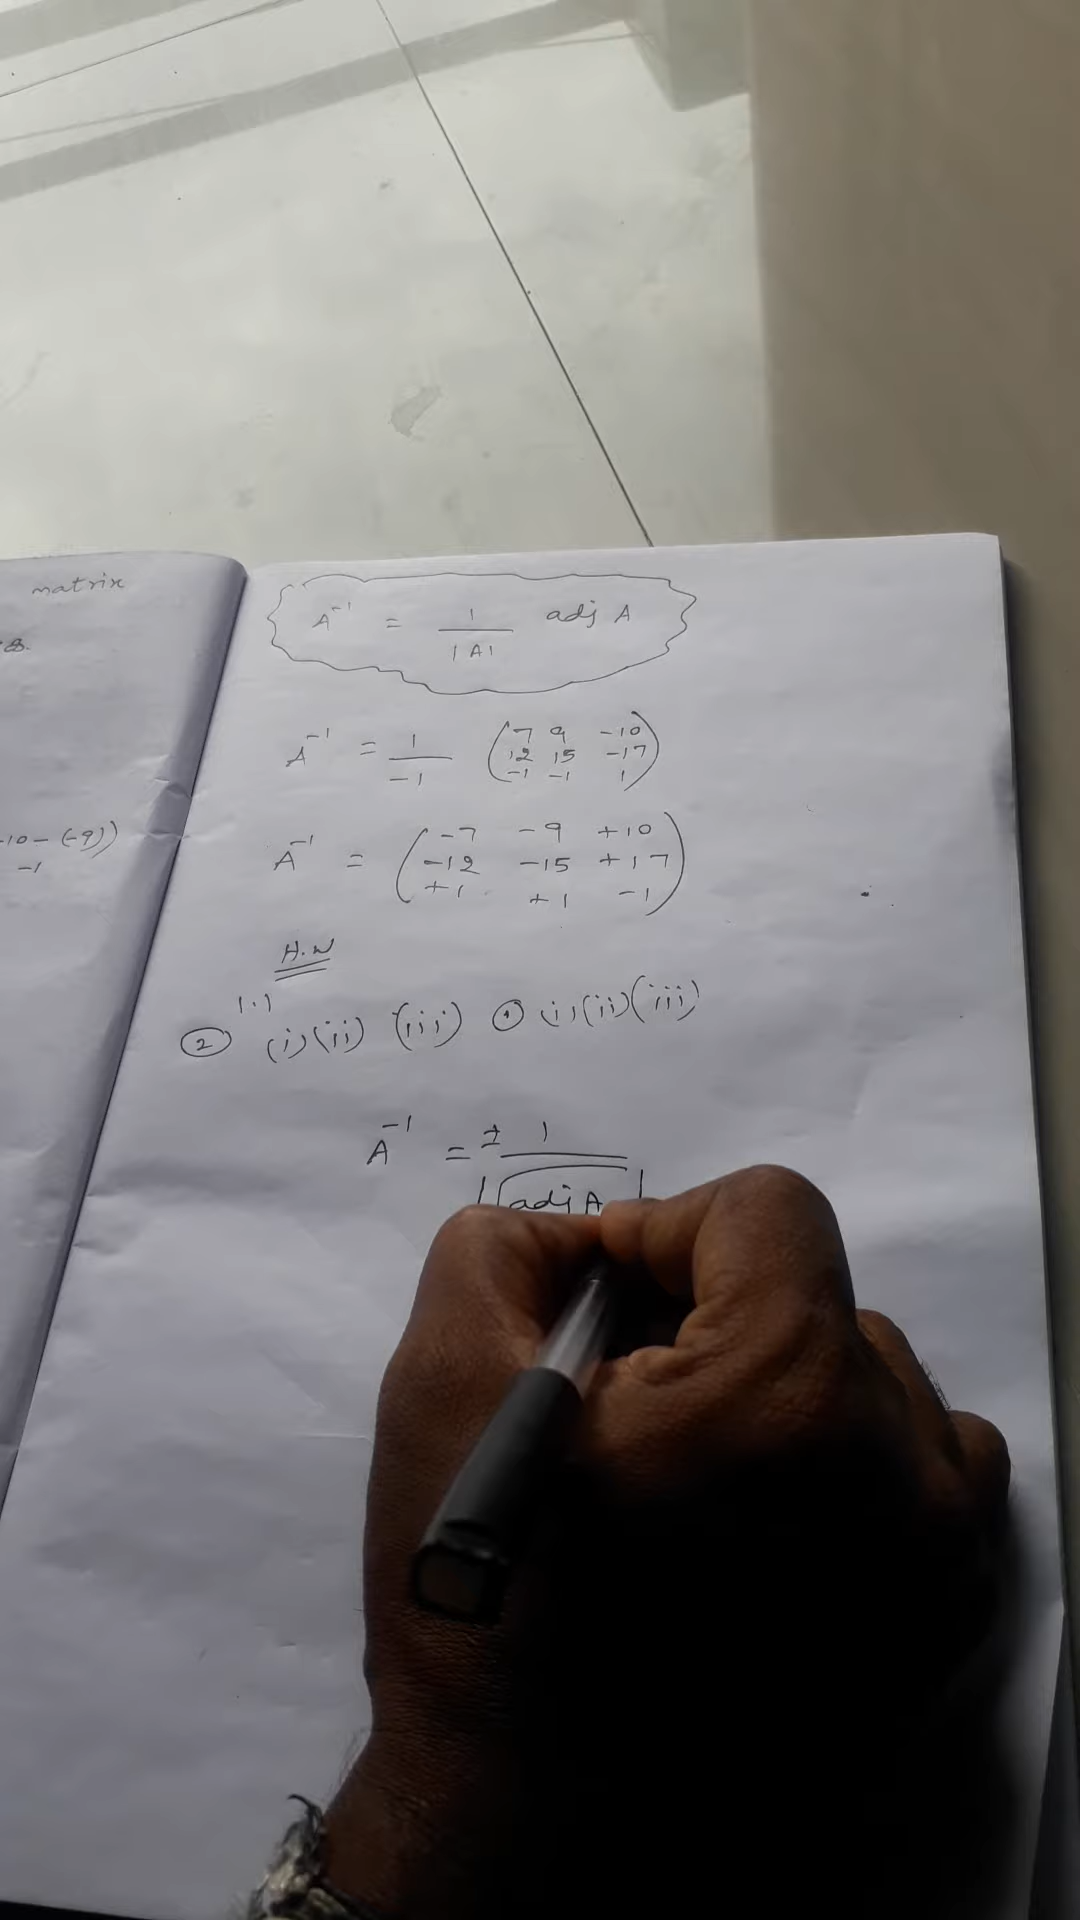 matrix
A⁻¹ = 1/|A| adj A
-10 - (-9))
-1
A⁻¹ = 1/-1 (7 9 -10
12 15 -17
-1 -1 1)
A⁻¹ = (-7 -9 +10
-12 -15 +17
+1 +1 -1)
H.W
1.1
② (i) (ii) (iii) ① (i) (ii) (iii)
A⁻¹ = ± 1/|√adj A|